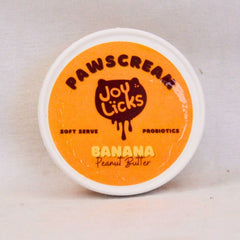 PAWSCREAM
Joy
Licks
SOFT SERVE PROBIOTICS
BANANA
Peanut Butter